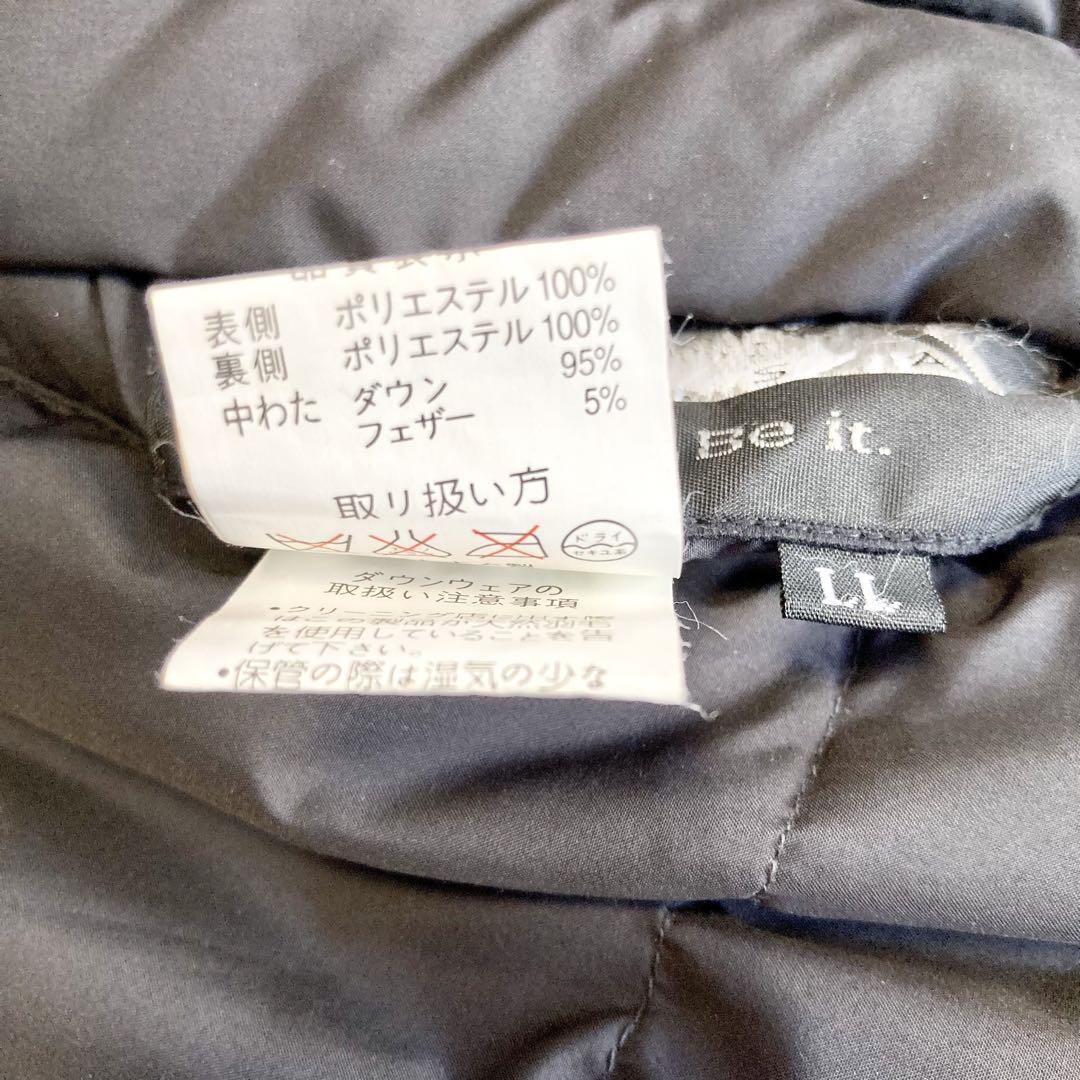 品質表示
表側 ポリエステル 100%
裏側 ポリエステル 100%
中わた ダウン 95%
フェザー 5%
取り扱い方
ドライ
セキユ系
ダウンウェアの
取扱い注意事項
を使用していることを告
げて下さい。
・保管の際は湿気の少な
it.
LL